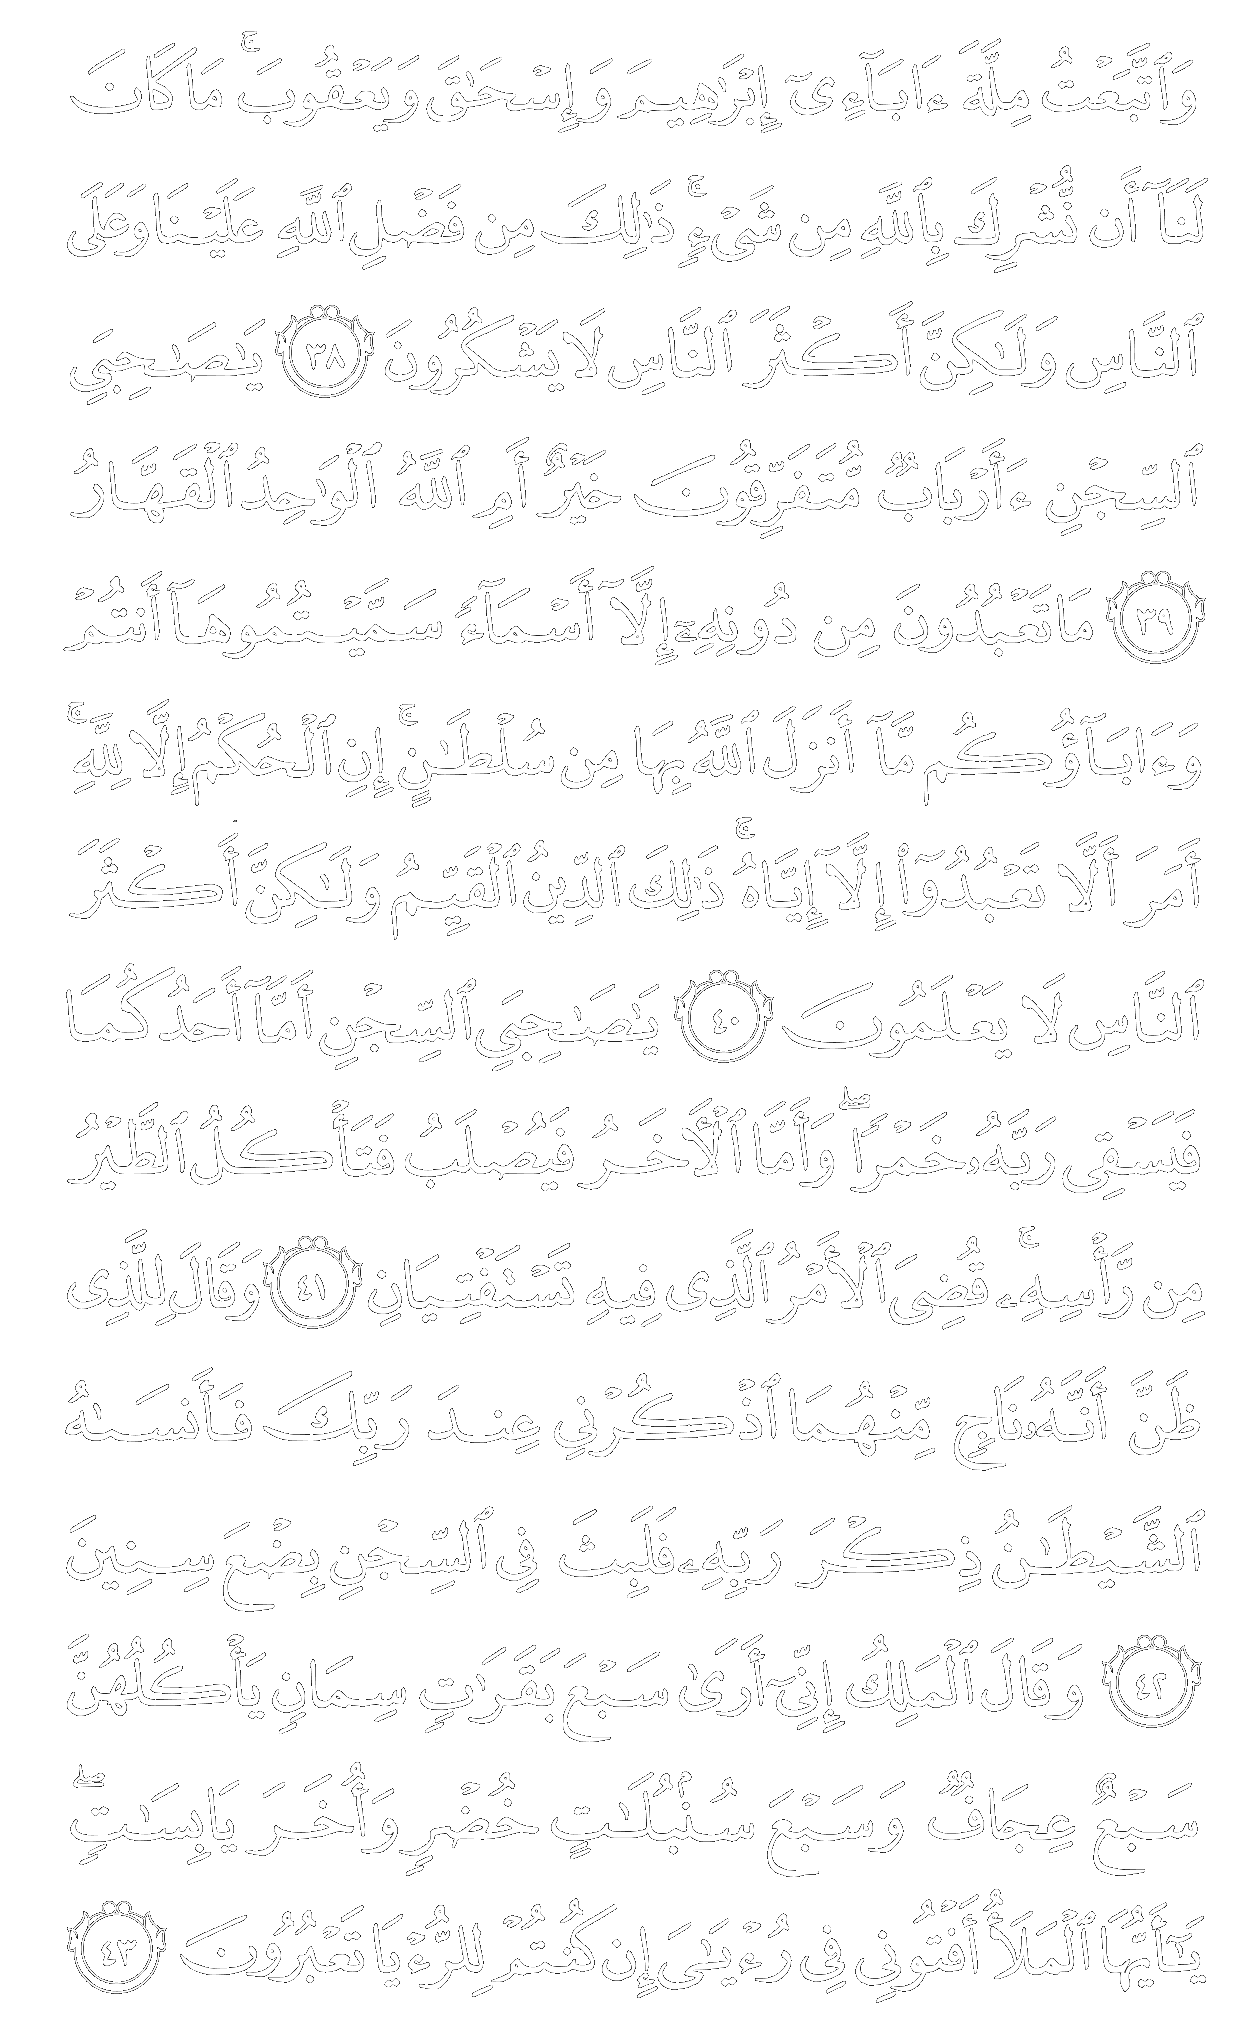 وَٱتَّبَعْتُ مِلَّةَ ءَابَآءِىٓ إِبْرَٰهِيمَ وَإِسْحَٰقَ وَيَعْقُوبَ ۚ مَا كَانَ
لَنَآ أَن نُّشْرِكَ بِٱللَّهِ مِن شَىْءٍ ۚ ذَٰلِكَ مِن فَضْلِ ٱللَّهِ عَلَيْنَا وَعَلَى
ٱلنَّاسِ وَلَٰكِنَّ أَكْثَرَ ٱلنَّاسِ لَا يَشْكُرُونَ ٣٨ يَٰصَٰحِبَىِ
ٱلسِّجْنِ ءَأَرْبَابٌ مُّتَفَرِّقُونَ خَيْرٌ أَمِ ٱللَّهُ ٱلْوَٰحِدُ ٱلْقَهَّارُ
٣٩ مَا تَعْبُدُونَ مِن دُونِهِۦٓ إِلَّآ أَسْمَآءً سَمَّيْتُمُوهَآ أَنتُمْ
وَءَابَآؤُكُم مَّآ أَنزَلَ ٱللَّهُ بِهَا مِن سُلْطَٰنٍ ۚ إِنِ ٱلْحُكْمُ إِلَّا لِلَّهِ ۚ
أَمَرَ أَلَّا تَعْبُدُوٓا۟ إِلَّآ إِيَّاهُ ۚ ذَٰلِكَ ٱلدِّينُ ٱلْقَيِّمُ وَلَٰكِنَّ أَكْثَرَ
ٱلنَّاسِ لَا يَعْلَمُونَ ٤٠ يَٰصَٰحِبَىِ ٱلسِّجْنِ أَمَّآ أَحَدُكُمَا
فَيَسْقِى رَبَّهُۥ خَمْرًا ۖ وَأَمَّا ٱلْءَاخَرُ فَيُصْلَبُ فَتَأْكُلُ ٱلطَّيْرُ
مِن رَّأْسِهِۦ ۚ قُضِىَ ٱلْأَمْرُ ٱلَّذِى فِيهِ تَسْتَفْتِيَانِ ٤١ وَقَالَ لِلَّذِى
ظَنَّ أَنَّهُۥ نَاجٍ مِّنْهُمَا ٱذْكُرْنِى عِندَ رَبِّكَ فَأَنسَىٰهُ
ٱلشَّيْطَٰنُ ذِكْرَ رَبِّهِۦ فَلَبِثَ فِى ٱلسِّجْنِ بِضْعَ سِنِينَ
٤٢ وَقَالَ ٱلْمَلِكُ إِنِّىٓ أَرَىٰ سَبْعَ بَقَرَٰتٍ سِمَانٍ يَأْكُلُهُنَّ
سَبْعٌ عِجَافٌ وَسَبْعَ سُنۢبُلَٰتٍ خُضْرٍ وَأُخَرَ يَابِسَٰتٍ ۖ
يَٰٓأَيُّهَا ٱلْمَلَأُ أَفْتُونِى فِى رُءْيَٰىَ إِن كُنتُمْ لِلرُّءْيَا تَعْبُرُونَ ٤٣